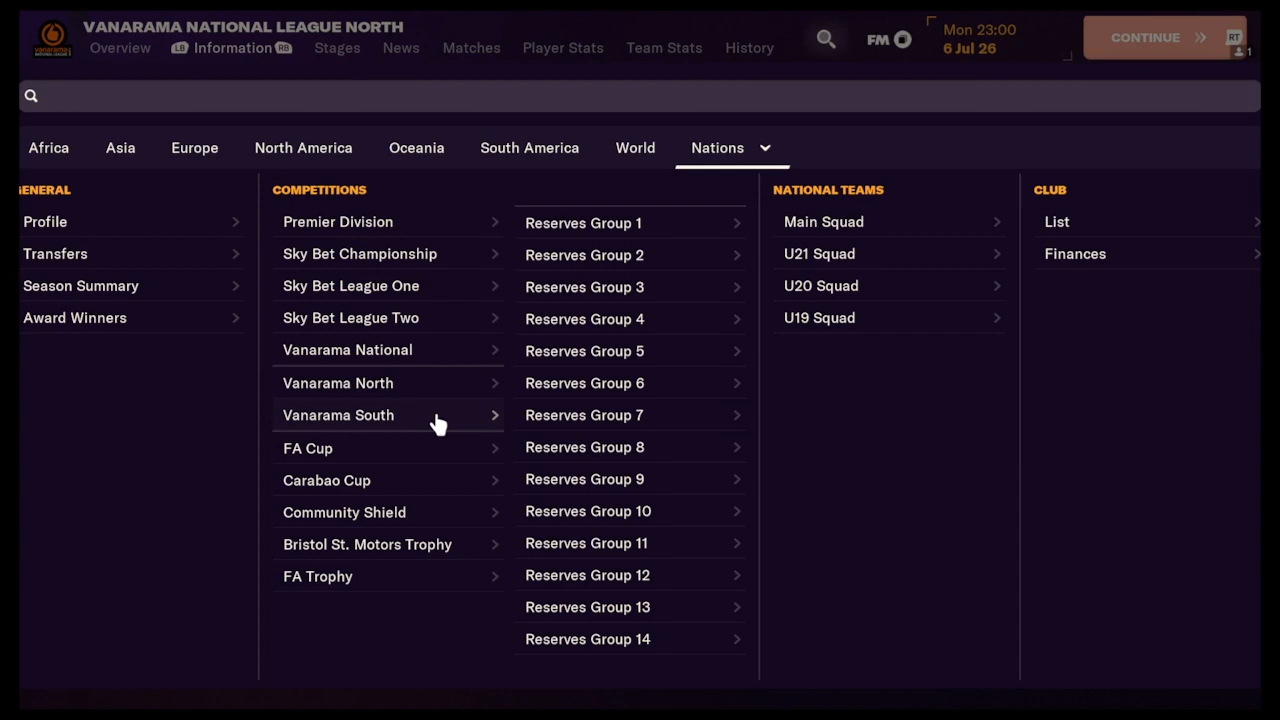 VANARAMA NATIONAL LEAGUE NORTH
Overview LB Information RB Stages News Matches Player Stats Team Stats History
FM
Mon 23:00
6 Jul 26
CONTINUE
RT
1
Africa Asia Europe North America Oceania South America World Nations
GENERAL
Profile
Transfers
Season Summary
Award Winners
COMPETITIONS
Premier Division
Sky Bet Championship
Sky Bet League One
Sky Bet League Two
Vanarama National
Vanarama North
Vanarama South
FA Cup
Carabao Cup
Community Shield
Bristol St. Motors Trophy
FA Trophy
Reserves Group 1
Reserves Group 2
Reserves Group 3
Reserves Group 4
Reserves Group 5
Reserves Group 6
Reserves Group 7
Reserves Group 8
Reserves Group 9
Reserves Group 10
Reserves Group 11
Reserves Group 12
Reserves Group 13
Reserves Group 14
NATIONAL TEAMS
Main Squad
U21 Squad
U20 Squad
U19 Squad
CLUB
List
Finances